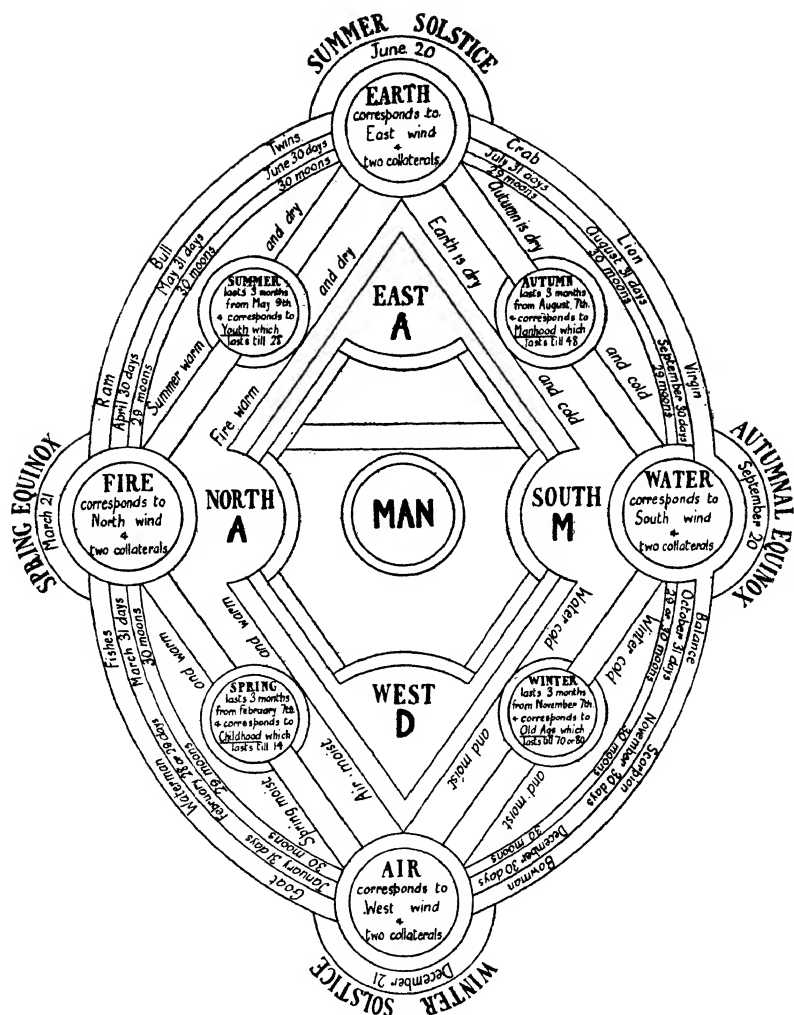 SUMMER SOLSTICE
June 20
EARTH
corresponds to
East wind
&
two collaterals
Twins
June 30 days
30 moons
Crab
July 31 days
29 moons
Bull
May 31 days
30 moons
Lion
August 31 days
30 moons
Ram
April 30 days
29 moons
Virgin
September 30 days
29 moons
Summer warm
and dry
Fire warm
and dry
Earth is dry
and cold
Autumn is dry
and cold
SUMMER
lasts 3 months
from May 9th
& corresponds to
Youth which
lasts till 28
EAST
A
AUTUMN
lasts 3 months
from August 7th.
& corresponds to
Manhood which
lasts till 48
SPRING EQUINOX
March 21
FIRE
corresponds to
North wind
&
two collaterals
NORTH
A
MAN
SOUTH
M
WATER
corresponds to
South wind
&
two collaterals
AUTUMNAL EQUINOX
September 20
Fishes
March 31 days
30 moons
Balance
October 31 days
29 or 30 moons
Spring moist
and warm
Air moist
and warm
Water cold
and moist
Winter cold
and moist
SPRING
lasts 3 months
from February 7th.
& corresponds to
Childhood which
lasts till 14
WEST
D
WINTER
lasts 3 months
from November 7th.
& corresponds to
Old Age which
lasts till 70 or 80
Waterman
February 28 or 29 days
29 moons
Scorpion
November 30 days
30 moons
Goat
January 31 days
30 moons
Bowman
December 30 days
30 moons
AIR
corresponds to
West wind
&
two collaterals
December 21
WINTER SOLSTICE